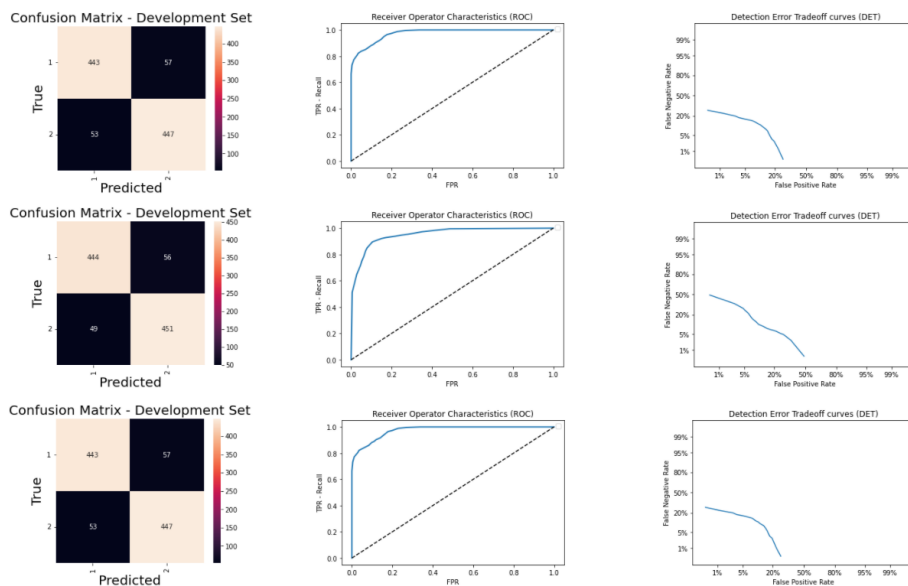 Confusion Matrix - Development Set
True
1
2
443 57
53 447
1 2
Predicted
400
350
300
250
200
150
100
Receiver Operator Characteristics (ROC)
TPR - Recall
1.0
0.8
0.6
0.4
0.2
0.0
0.0 0.2 0.4 0.6 0.8 1.0
FPR
Detection Error Tradeoff curves (DET)
False Negative Rate
99%
95%
80%
50%
20%
5%
1%
1% 5% 20% 50% 80% 95% 99%
False Positive Rate
Confusion Matrix - Development Set
True
1
2
444 56
49 451
1 2
Predicted
450
400
350
300
250
200
150
100
50
Receiver Operator Characteristics (ROC)
TPR - Recall
1.0
0.8
0.6
0.4
0.2
0.0
0.0 0.2 0.4 0.6 0.8 1.0
FPR
Detection Error Tradeoff curves (DET)
False Negative Rate
99%
95%
80%
50%
20%
5%
1%
1% 5% 20% 50% 80% 95% 99%
False Positive Rate
Confusion Matrix - Development Set
True
1
2
443 57
53 447
1 2
Predicted
400
350
300
250
200
150
100
Receiver Operator Characteristics (ROC)
TPR - Recall
1.0
0.8
0.6
0.4
0.2
0.0
0.0 0.2 0.4 0.6 0.8 1.0
FPR
Detection Error Tradeoff curves (DET)
False Negative Rate
99%
95%
80%
50%
20%
5%
1%
1% 5% 20% 50% 80% 95% 99%
False Positive Rate